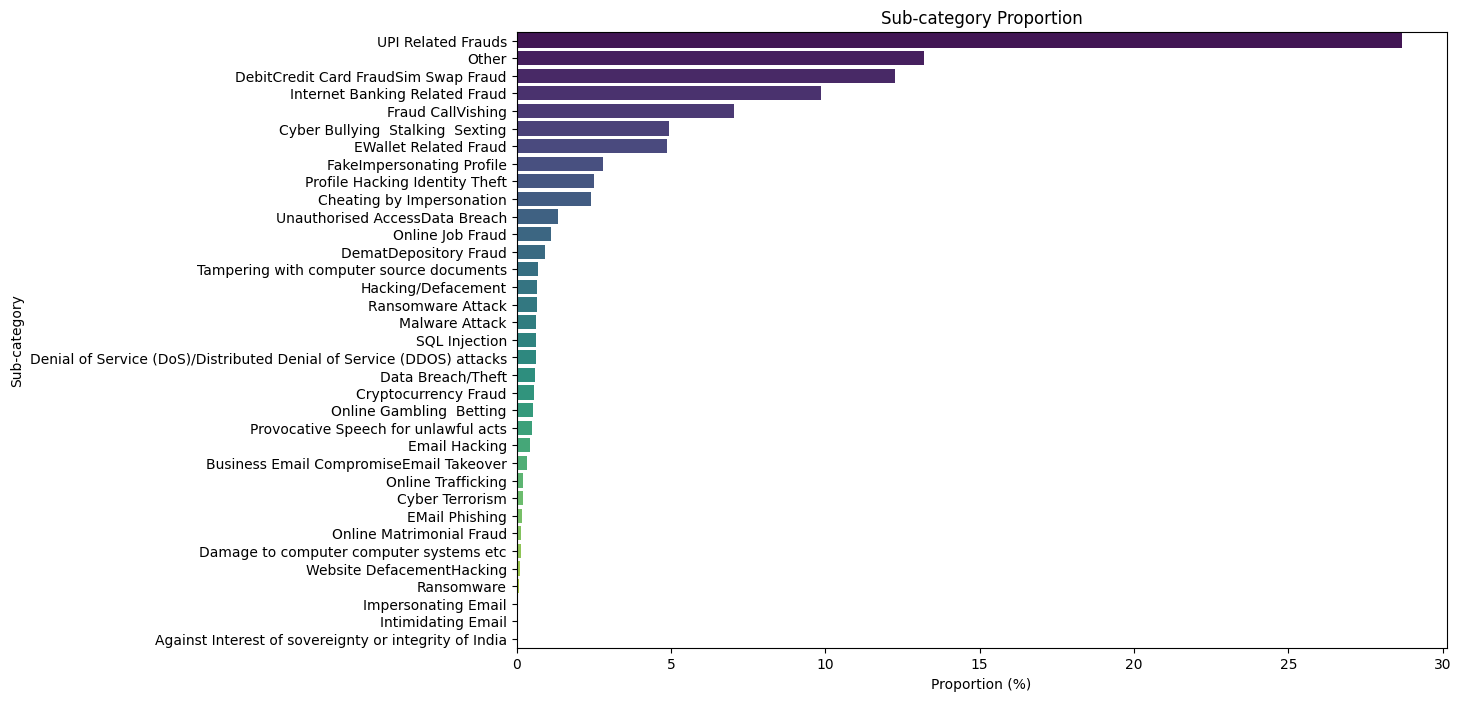 Sub-category Proportion
UPI Related Frauds
Other
DebitCredit Card FraudSim Swap Fraud
Internet Banking Related Fraud
Fraud CallVishing
Cyber Bullying  Stalking  Sexting
EWallet Related Fraud
FakeImpersonating Profile
Profile Hacking Identity Theft
Cheating by Impersonation
Unauthorised AccessData Breach
Online Job Fraud
DematDepository Fraud
Tampering with computer source documents
Hacking/Defacement
Ransomware Attack
Malware Attack
SQL Injection
Denial of Service (DoS)/Distributed Denial of Service (DDOS) attacks
Data Breach/Theft
Cryptocurrency Fraud
Online Gambling  Betting
Provocative Speech for unlawful acts
Email Hacking
Business Email CompromiseEmail Takeover
Online Trafficking
Cyber Terrorism
EMail Phishing
Online Matrimonial Fraud
Damage to computer computer systems etc
Website DefacementHacking
Ransomware
Impersonating Email
Intimidating Email
Against Interest of sovereignty or integrity of India
Sub-category
0 5 10 15 20 25 30
Proportion (%)